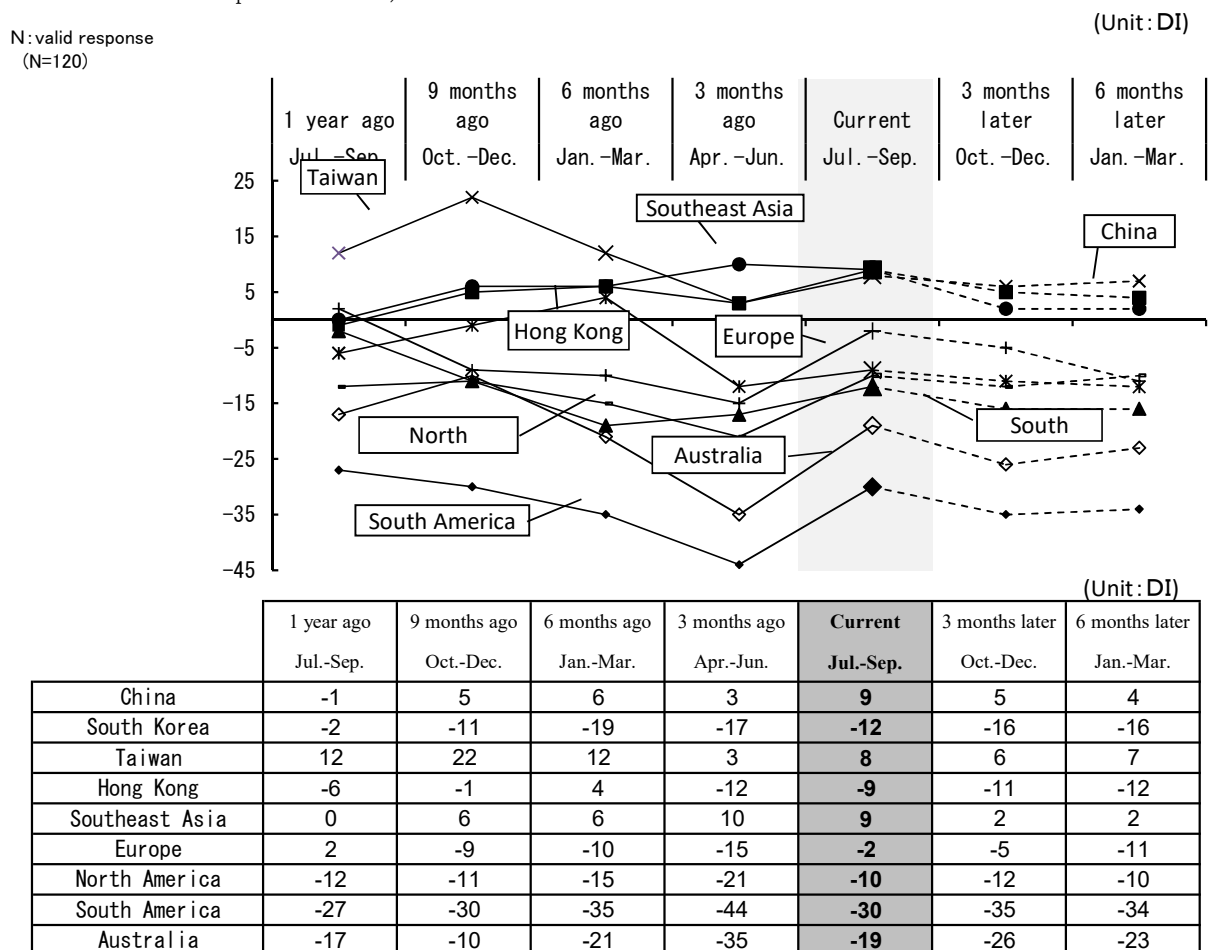 (Unit:DI)
N:valid response
(N=120)
1 year ago 9 months ago 6 months ago 3 months ago Current 3 months later 6 months later
Jul.-Sep. Oct.-Dec. Jan.-Mar. Apr.-Jun. Jul.-Sep. Oct.-Dec. Jan.-Mar.
25
15
5
-5
-15
-25
-35
-45
Taiwan
Southeast Asia
China
Hong Kong
Europe
North
South
Australia
South America
(Unit:DI)
1 year ago 9 months ago 6 months ago 3 months ago Current 3 months later 6 months later
Jul.-Sep. Oct.-Dec. Jan.-Mar. Apr.-Jun. Jul.-Sep. Oct.-Dec. Jan.-Mar.
China -1 5 6 3 9 5 4
South Korea -2 -11 -19 -17 -12 -16 -16
Taiwan 12 22 12 3 8 6 7
Hong Kong -6 -1 4 -12 -9 -11 -12
Southeast Asia 0 6 6 10 9 2 2
Europe 2 -9 -10 -15 -2 -5 -11
North America -12 -11 -15 -21 -10 -12 -10
South America -27 -30 -35 -44 -30 -35 -34
Australia -17 -10 -21 -35 -19 -26 -23